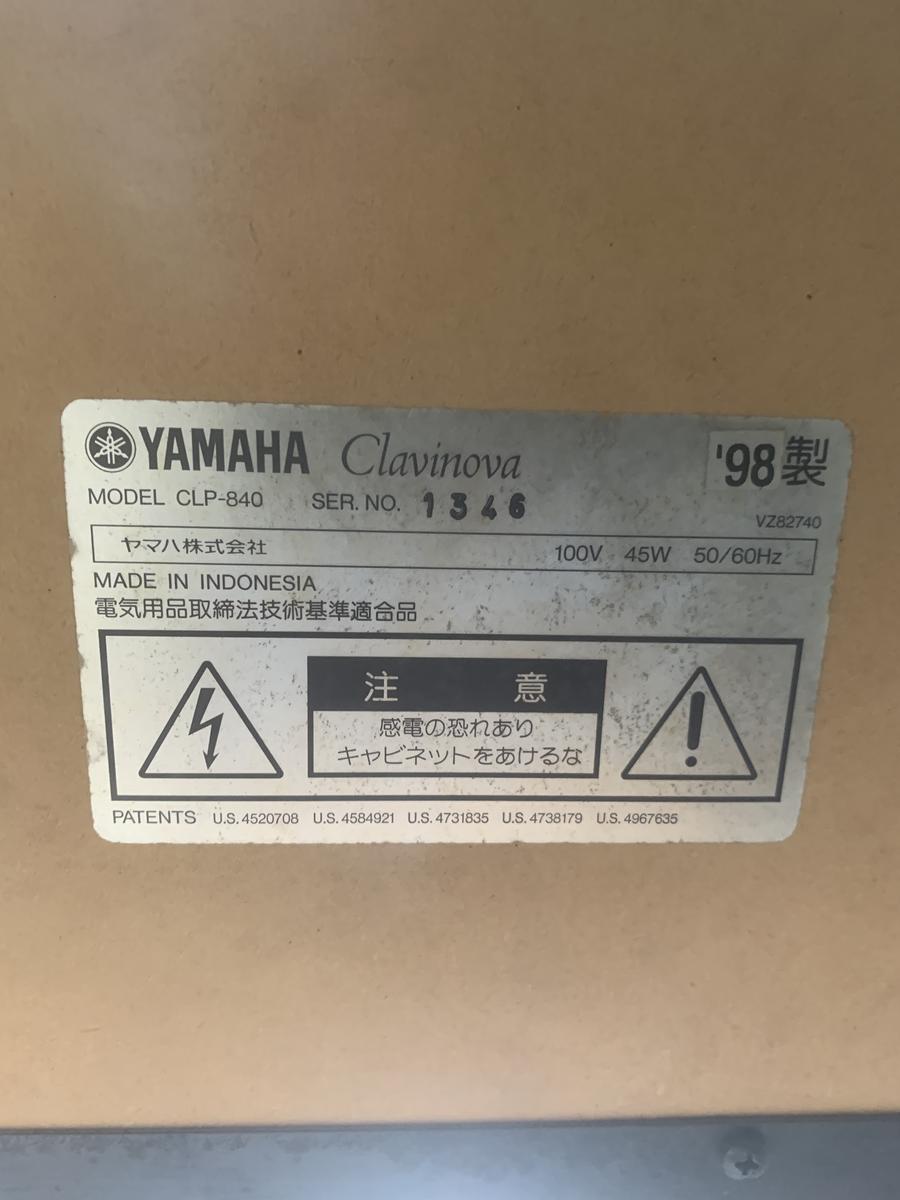 YAMAHA Clavinova '98製
MODEL CLP-840 SER. NO. 1346
VZ82740
ヤマハ株式会社 100V 45W 50/60Hz
MADE IN INDONESIA
電気用品取締法技術基準適合品
注意
感電の恐れあり
キャビネットをあけるな
PATENTS U.S. 4520708 U.S. 4584921 U.S. 4731835 U.S. 4738179 U.S. 4967635